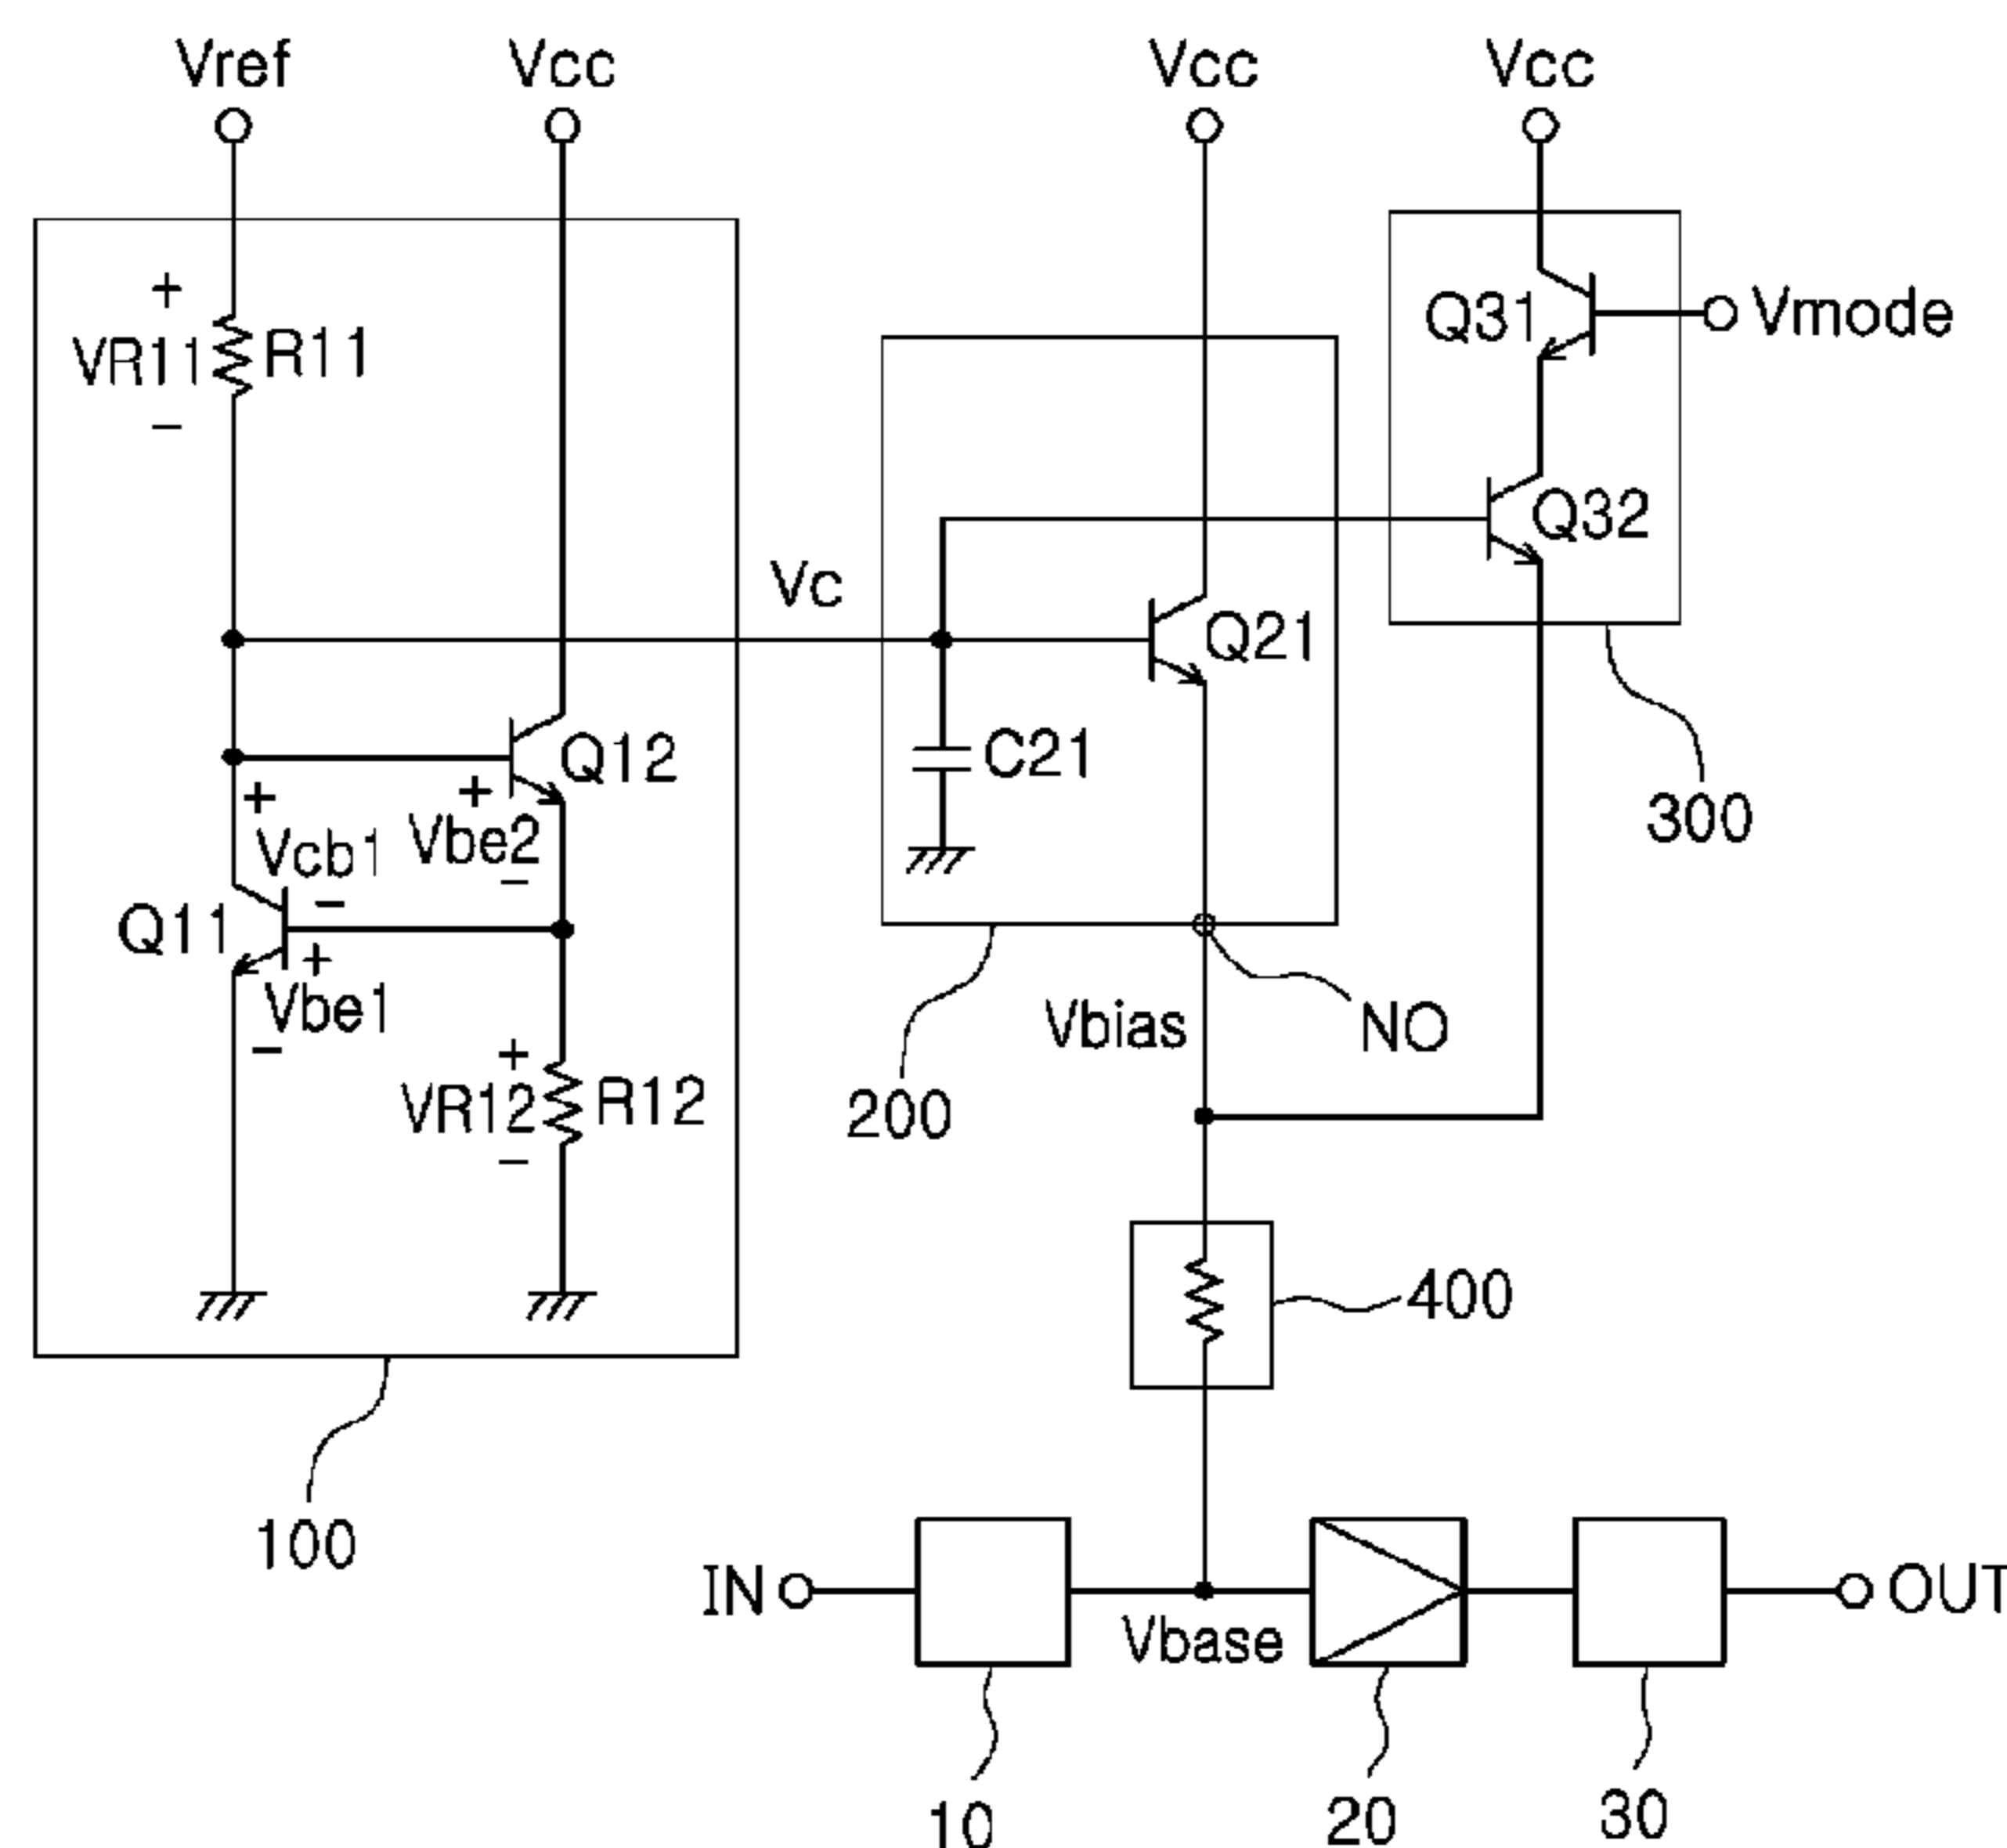 Vref
Vcc
Vcc
Vcc
+
VR11
R11
−
Q31
Vmode
Q32
Vc
Q21
Q12
C21
300
+
Vcb1
−
+
Vbe2
−
Q11
+
Vbe1
−
Vbias
NO
+
VR12
R12
−
200
400
100
IN
Vbase
OUT
10
20
30